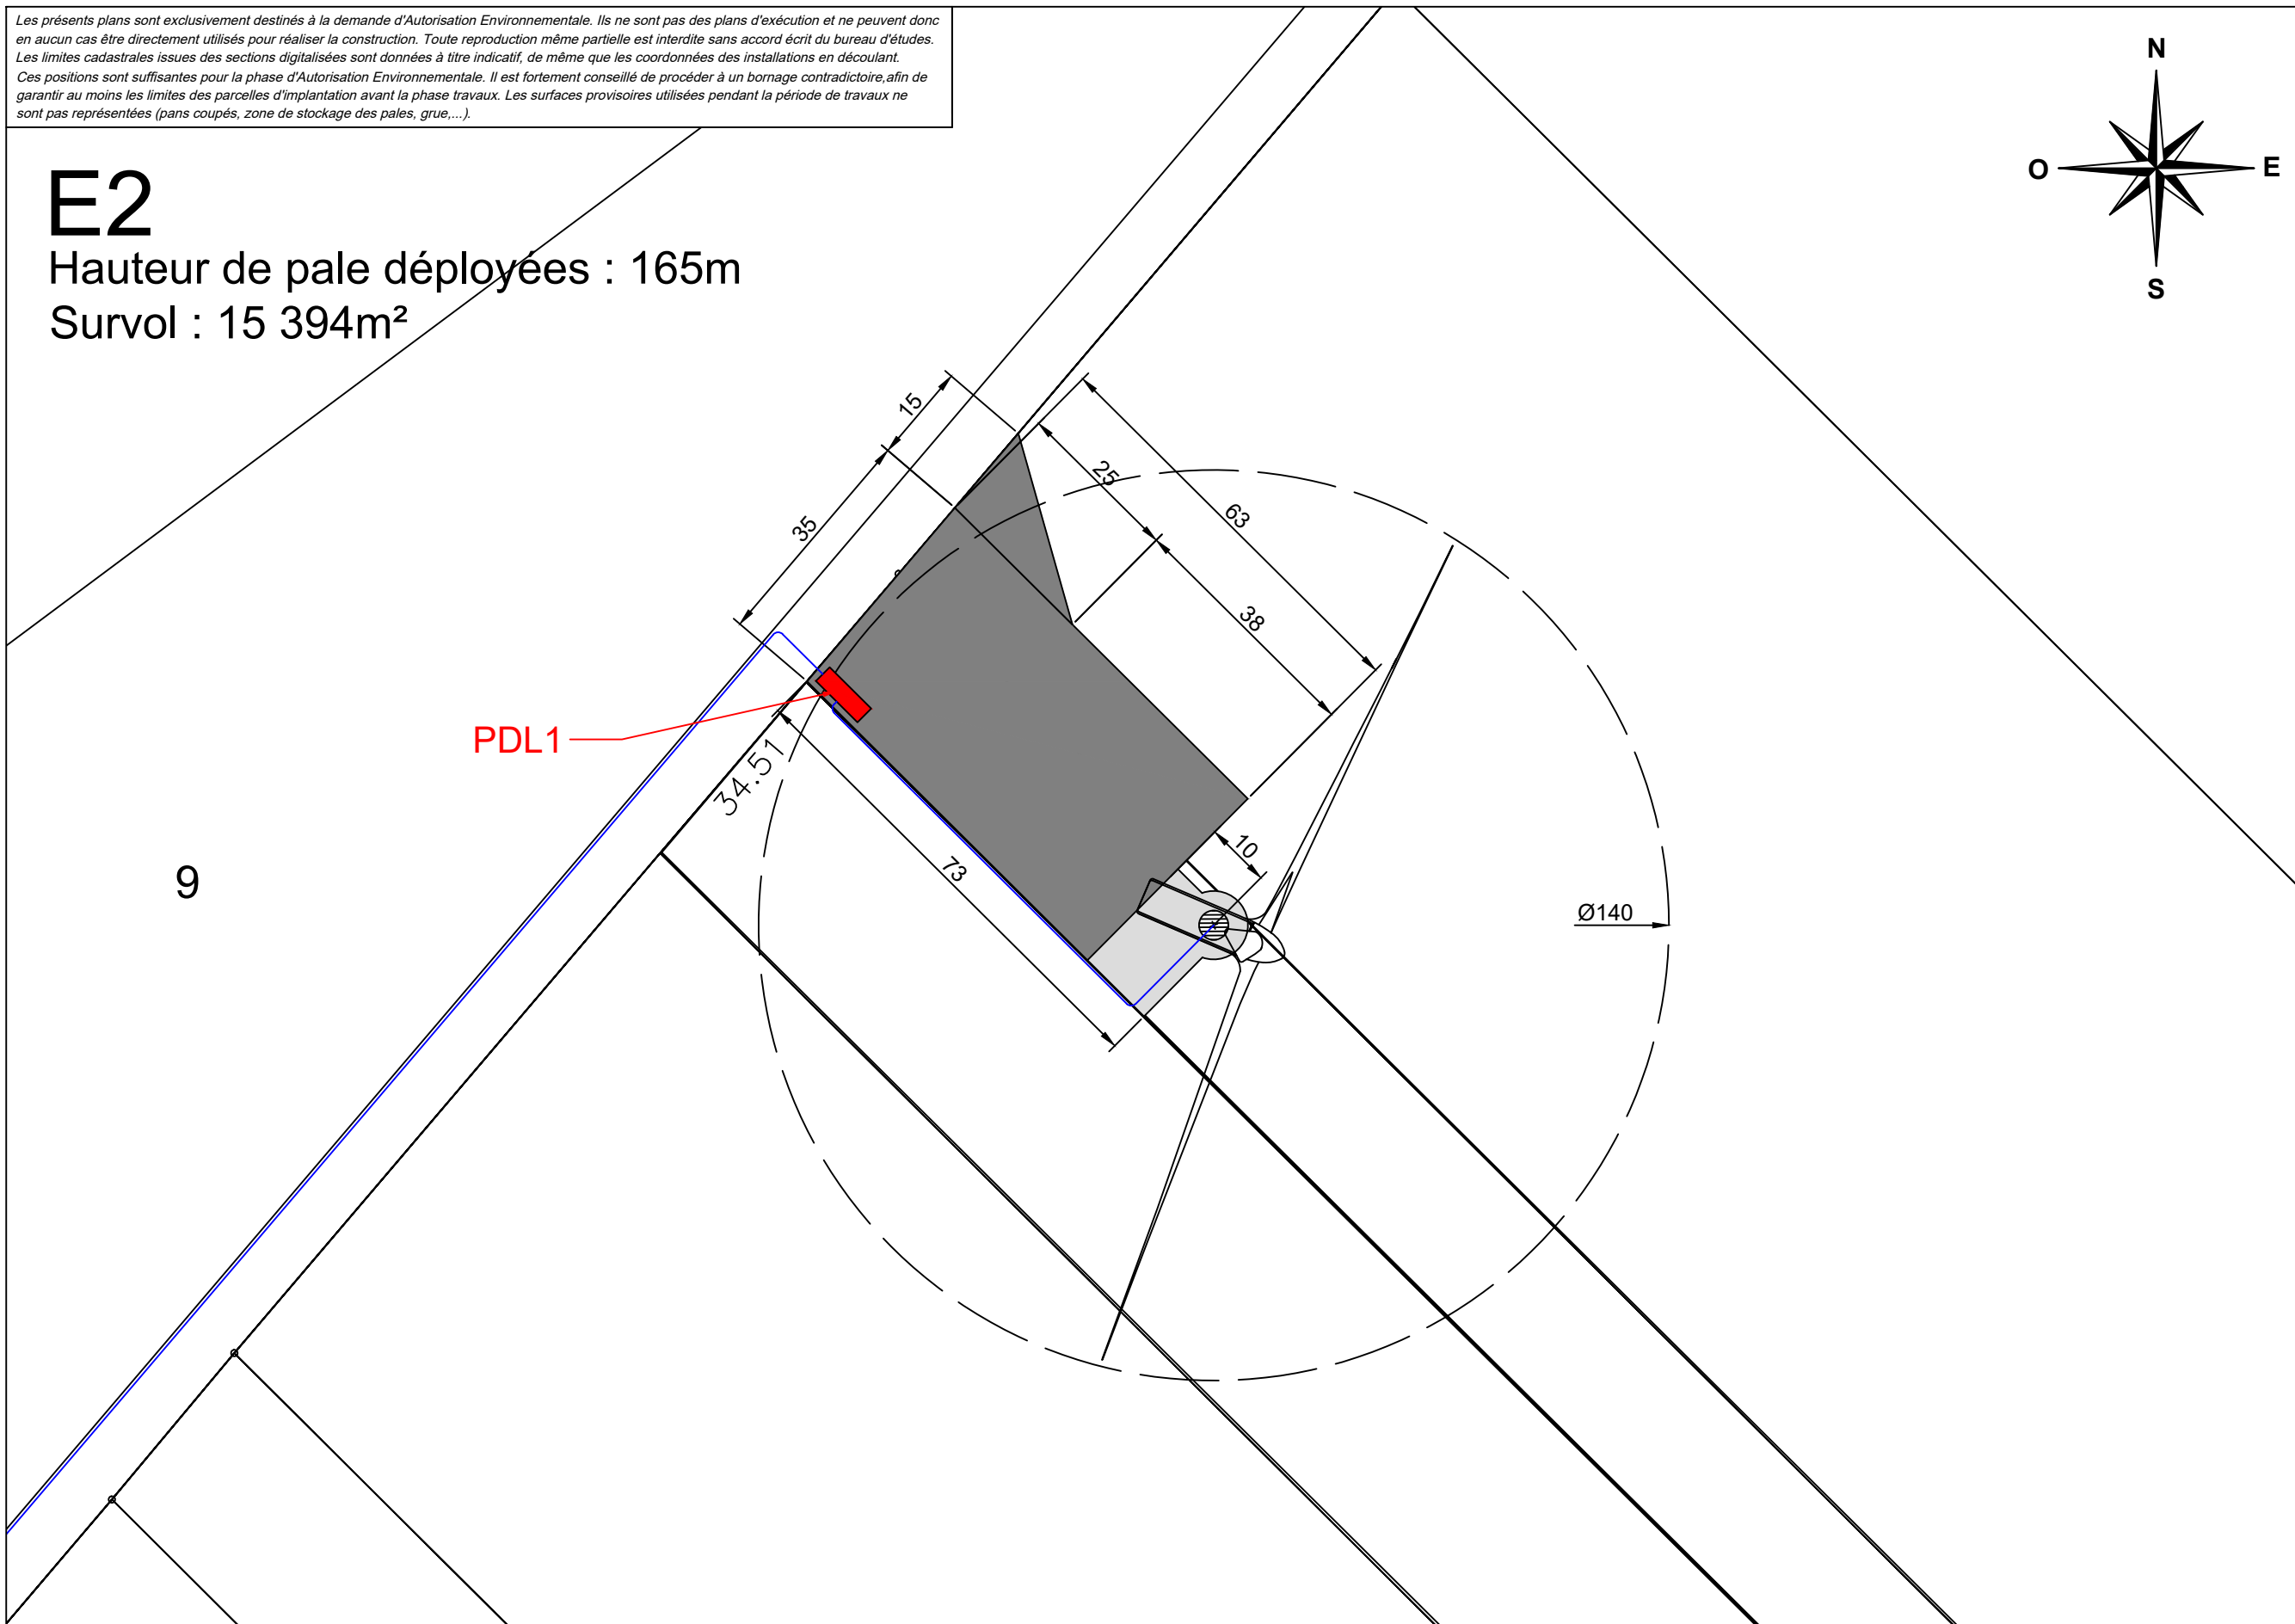 Les présents plans sont exclusivement destinés à la demande d'Autorisation Environnementale. Ils ne sont pas des plans d'exécution et ne peuvent donc
en aucun cas être directement utilisés pour réaliser la construction. Toute reproduction même partielle est interdite sans accord écrit du bureau d'études.
Les limites cadastrales issues des sections digitalisées sont données à titre indicatif, de même que les coordonnées des installations en découlant.
Ces positions sont suffisantes pour la phase d'Autorisation Environnementale. Il est fortement conseillé de procéder à un bornage contradictoire,afin de
garantir au moins les limites des parcelles d'implantation avant la phase travaux. Les surfaces provisoires utilisées pendant la période de travaux ne
sont pas représentées (pans coupés, zone de stockage des pales, grue,...).
N
O
E
S
E2
Hauteur de pale déployées : 165m
Survol : 15 394m²
15
25
63
35
38
PDL1
34.51
10
73
9
Ø140